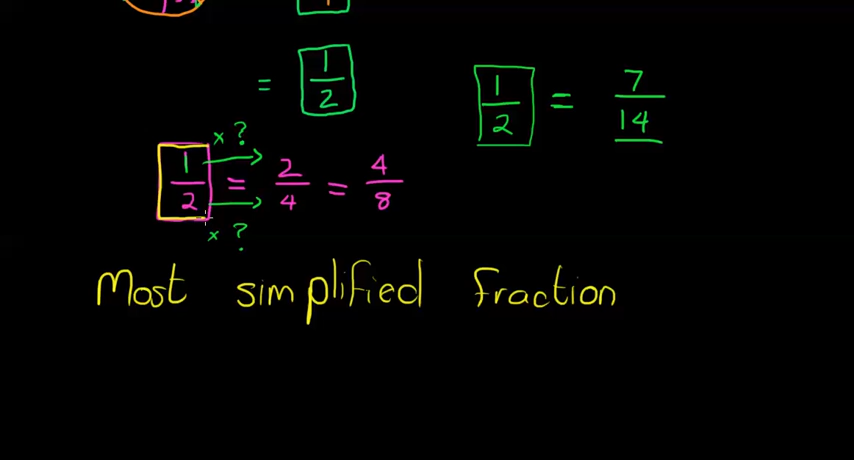 = 1/2
1/2 = 7/14
x ?
1/2 = 2/4 = 4/8
x ?
Most simplified fraction